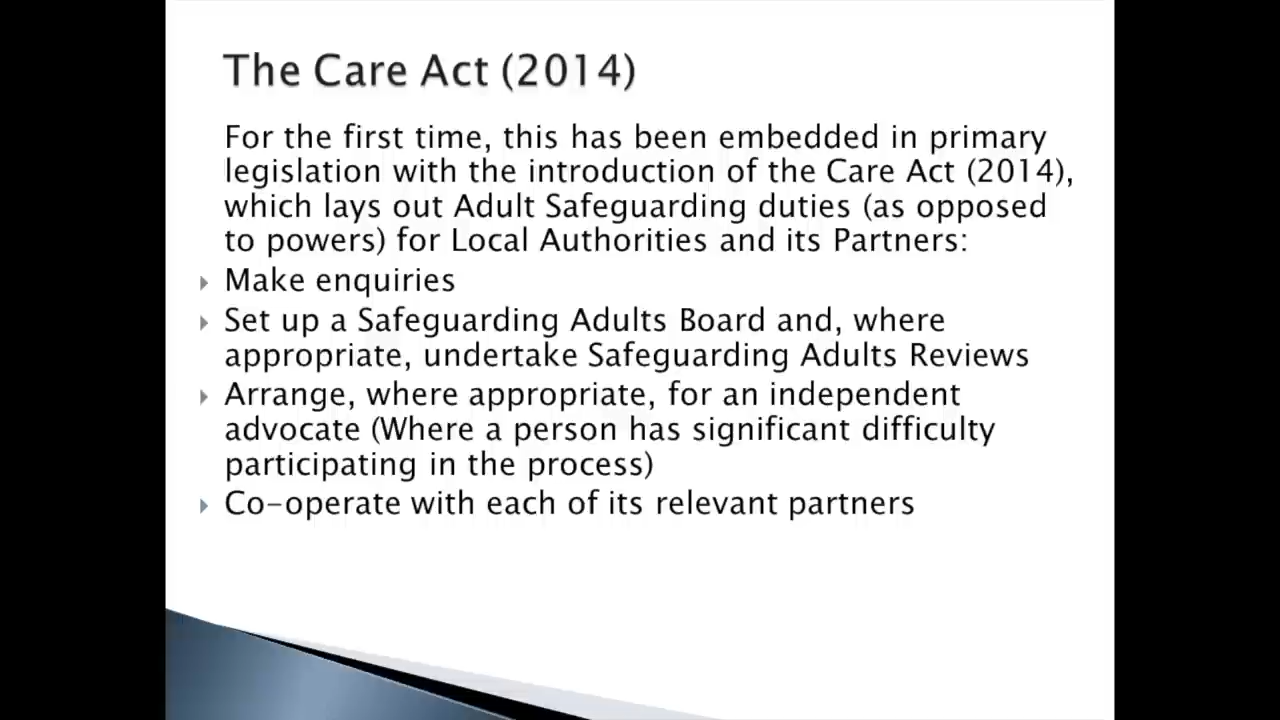 The Care Act (2014)
For the first time, this has been embedded in primary
legislation with the introduction of the Care Act (2014),
which lays out Adult Safeguarding duties (as opposed
to powers) for Local Authorities and its Partners:
Make enquiries
Set up a Safeguarding Adults Board and, where
appropriate, undertake Safeguarding Adults Reviews
Arrange, where appropriate, for an independent
advocate (Where a person has significant difficulty
participating in the process)
Co-operate with each of its relevant partners